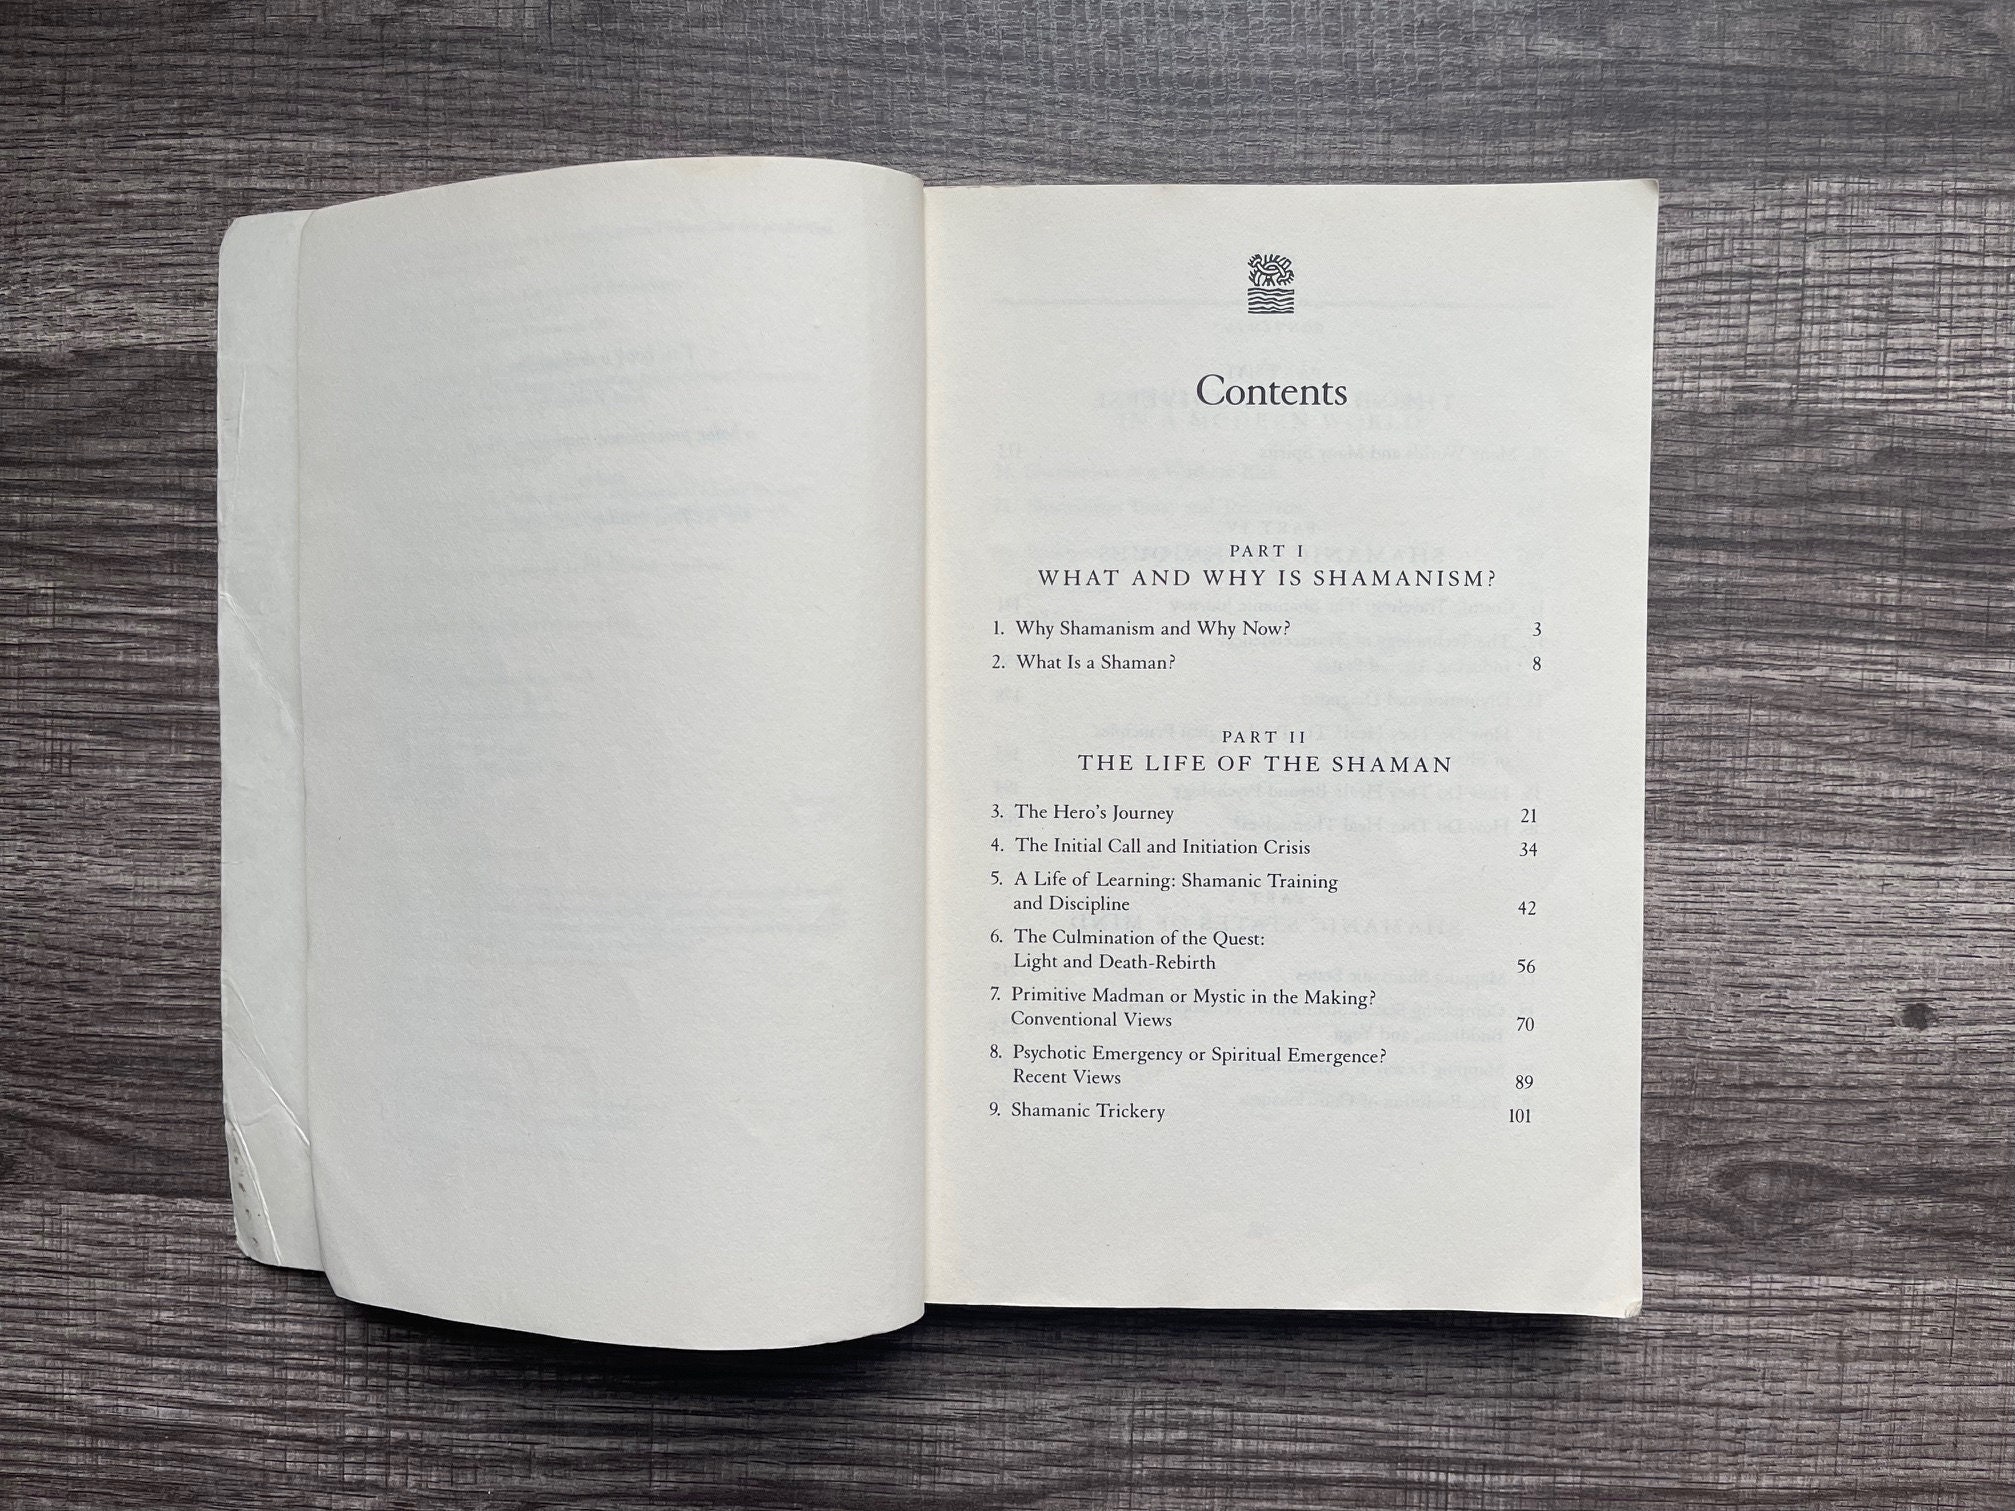 Contents
PART I
WHAT AND WHY IS SHAMANISM?
1. Why Shamanism and Why Now? 3
2. What Is a Shaman? 8
PART II
THE LIFE OF THE SHAMAN
3. The Hero's Journey 21
4. The Initial Call and Initiation Crisis 34
5. A Life of Learning: Shamanic Training
and Discipline 42
6. The Culmination of the Quest:
Light and Death-Rebirth 56
7. Primitive Madman or Mystic in the Making?
Conventional Views 70
8. Psychotic Emergency or Spiritual Emergence?
Recent Views 89
9. Shamanic Trickery 101